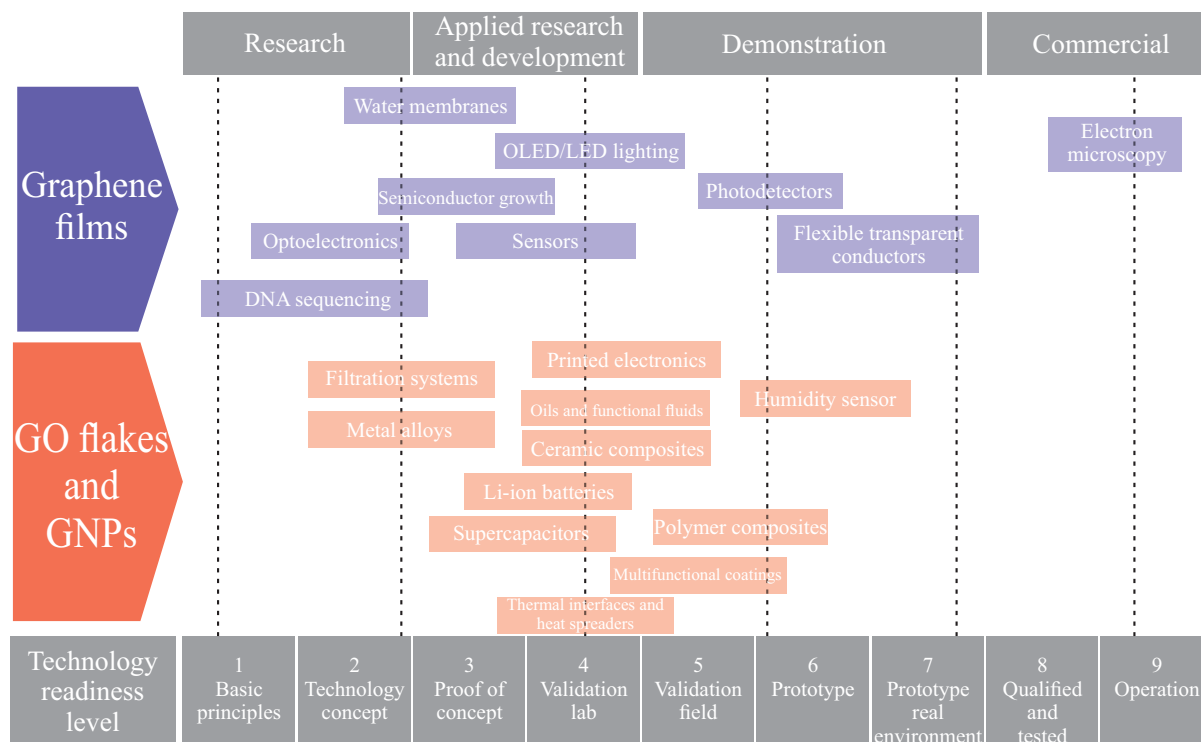 Research
Applied research
and development
Demonstration
Commercial
Graphene
films
Water membranes
OLED/LED lighting
Electron
microscopy
Semiconductor growth
Photodetectors
Optoelectronics
Sensors
Flexible transparent
conductors
DNA sequencing
GO flakes
and
GNPs
Printed electronics
Filtration systems
Humidity sensor
Oils and functional fluids
Metal alloys
Ceramic composites
Li-ion batteries
Supercapacitors
Polymer composites
Multifunctional coatings
Thermal interfaces and
heat spreaders
Technology
readiness
level
1
Basic
principles
2
Technology
concept
3
Proof of
concept
4
Validation
lab
5
Validation
field
6
Prototype
7
Prototype
real
environment
8
Qualified
and
tested
9
Operation